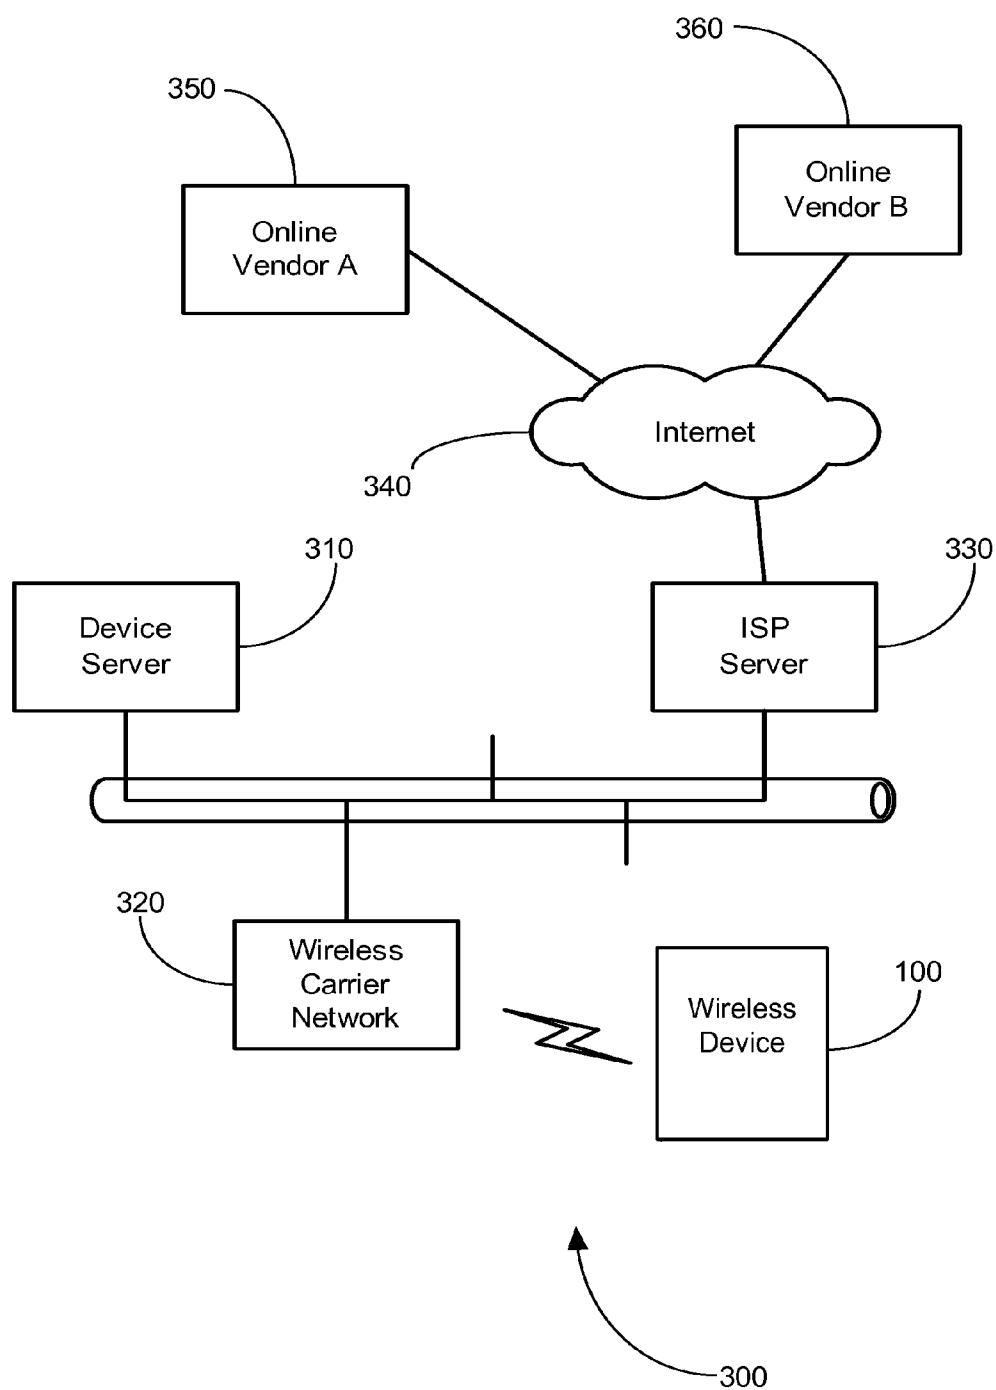 360
350
Online
Vendor B
Online
Vendor A
Internet
340
310
330
Device
Server
ISP
Server
320
Wireless
Carrier
Network
100
Wireless
Device
300